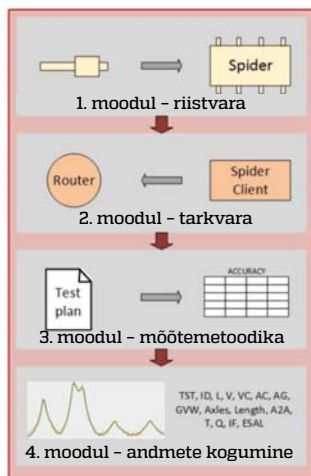 Spider
1. moodul – riistvara
Router
Spider
Client
2. moodul – tarkvara
Test
plan
ACCURACY
3. moodul – mõõtemetoodika
TST, ID, L, V, VC, AC, AG,
GVW, Axles, Length, A2A,
T, Q, IF, ESAL
4. moodul – andmete kogumine